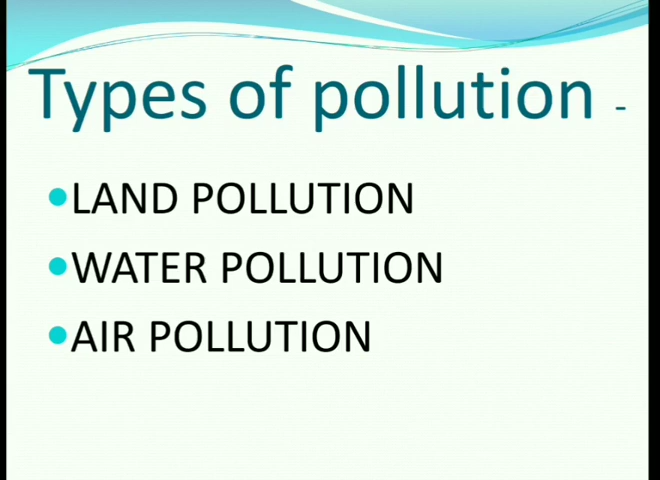 Types of pollution -
•LAND POLLUTION
•WATER POLLUTION
•AIR POLLUTION